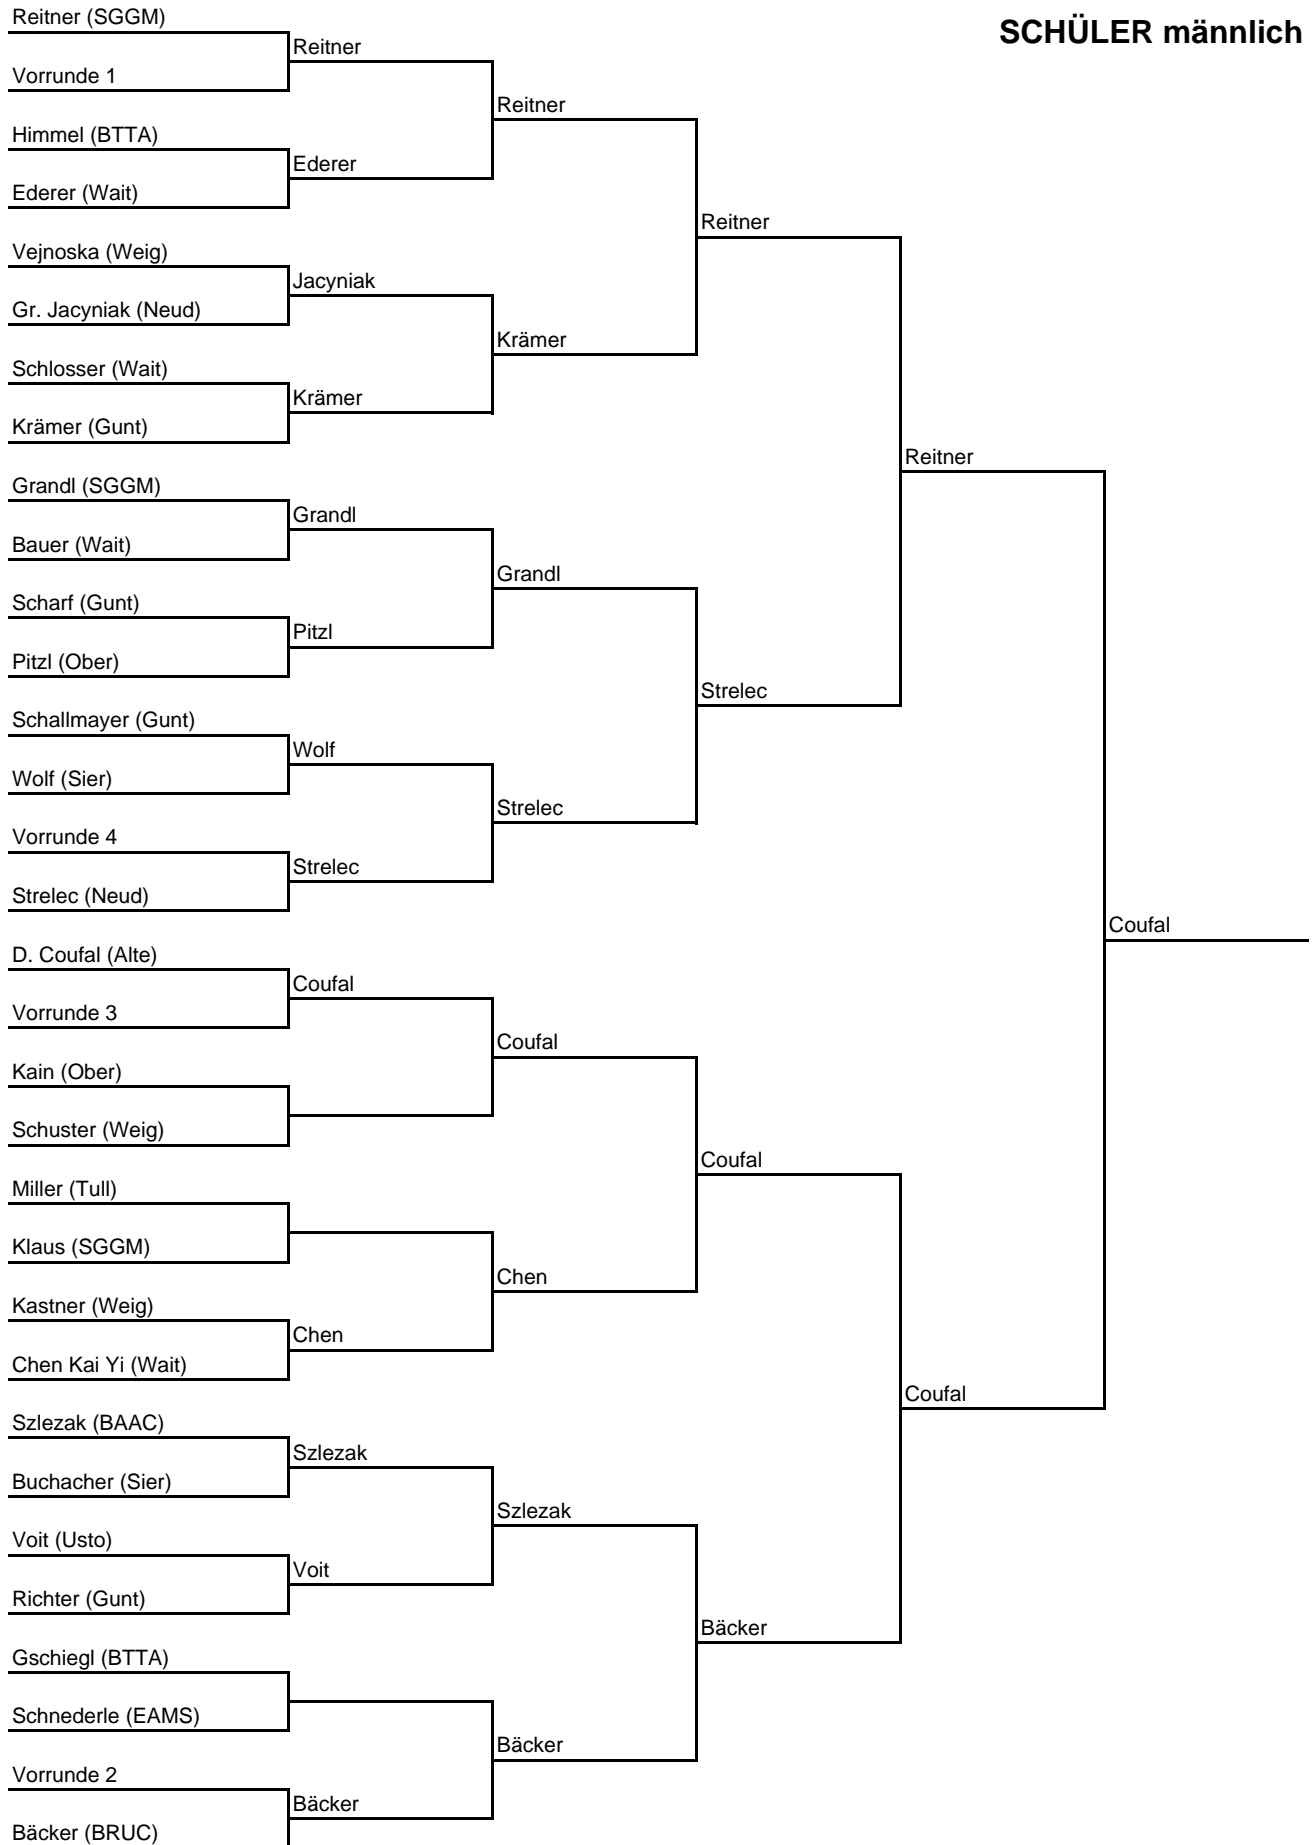 SCHÜLER männlich
Reitner (SGGM)
Vorrunde 1
Himmel (BTTA)
Ederer (Wait)
Vejnoska (Weig)
Gr. Jacyniak (Neud)
Schlosser (Wait)
Krämer (Gunt)
Grandl (SGGM)
Bauer (Wait)
Scharf (Gunt)
Pitzl (Ober)
Schallmayer (Gunt)
Wolf (Sier)
Vorrunde 4
Strelec (Neud)
D. Coufal (Alte)
Vorrunde 3
Kain (Ober)
Schuster (Weig)
Miller (Tull)
Klaus (SGGM)
Kastner (Weig)
Chen Kai Yi (Wait)
Szlezak (BAAC)
Buchacher (Sier)
Voit (Usto)
Richter (Gunt)
Gschiegl (BTTA)
Schnederle (EAMS)
Vorrunde 2
Bäcker (BRUC)
Reitner
Ederer
Jacyniak
Krämer
Grandl
Pitzl
Wolf
Strelec
Coufal
Chen
Szlezak
Voit
Bäcker
Reitner
Krämer
Grandl
Strelec
Coufal
Chen
Szlezak
Bäcker
Reitner
Strelec
Coufal
Bäcker
Reitner
Coufal
Coufal